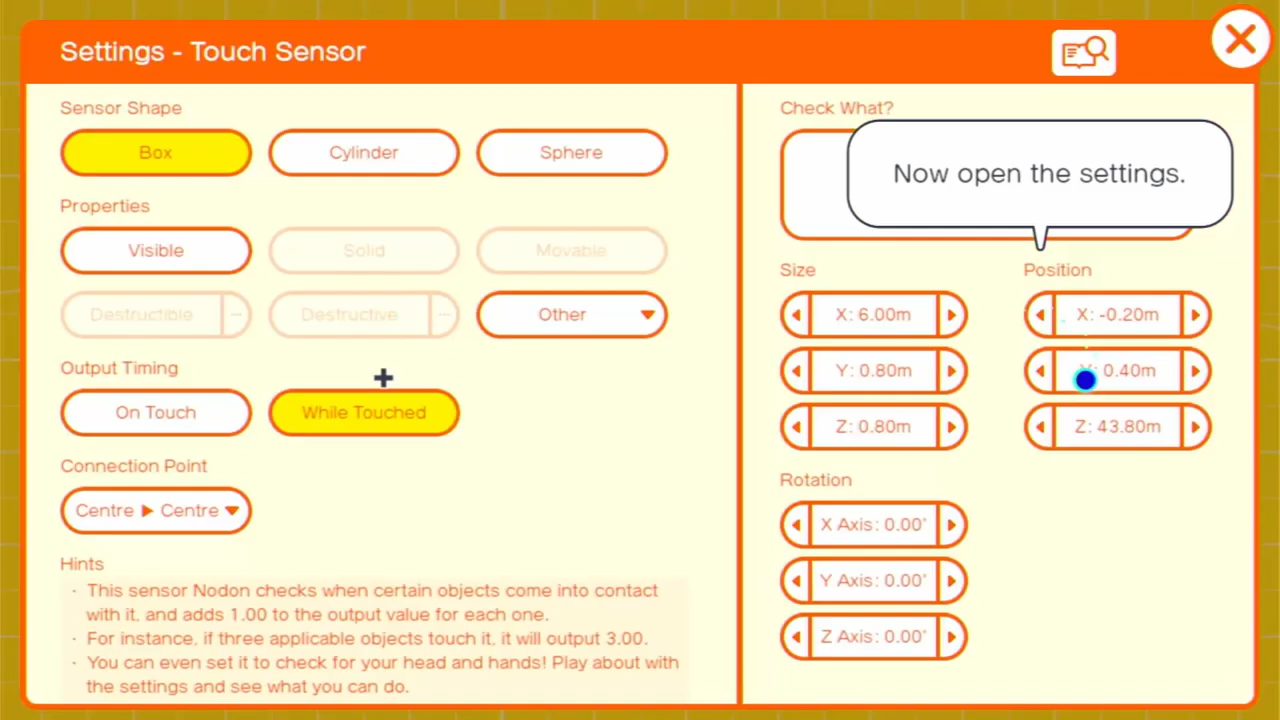 Settings - Touch Sensor
Sensor Shape
Box
Cylinder
Sphere
Properties
Visible
Solid
Movable
Destructible
Destructive
Other
Output Timing
On Touch
While Touched
Connection Point
Centre ▶ Centre
Hints
· This sensor Nodon checks when certain objects come into contact
with it, and adds 1.00 to the output value for each one.
· For instance, if three applicable objects touch it, it will output 3.00.
· You can even set it to check for your head and hands! Play about with
the settings and see what you can do.
Check What?
Now open the settings.
Size
X: 6.00m
Y: 0.80m
Z: 0.80m
Position
X: -0.20m
0.40m
Z: 43.80m
Rotation
X Axis: 0.00°
Y Axis: 0.00°
Z Axis: 0.00°